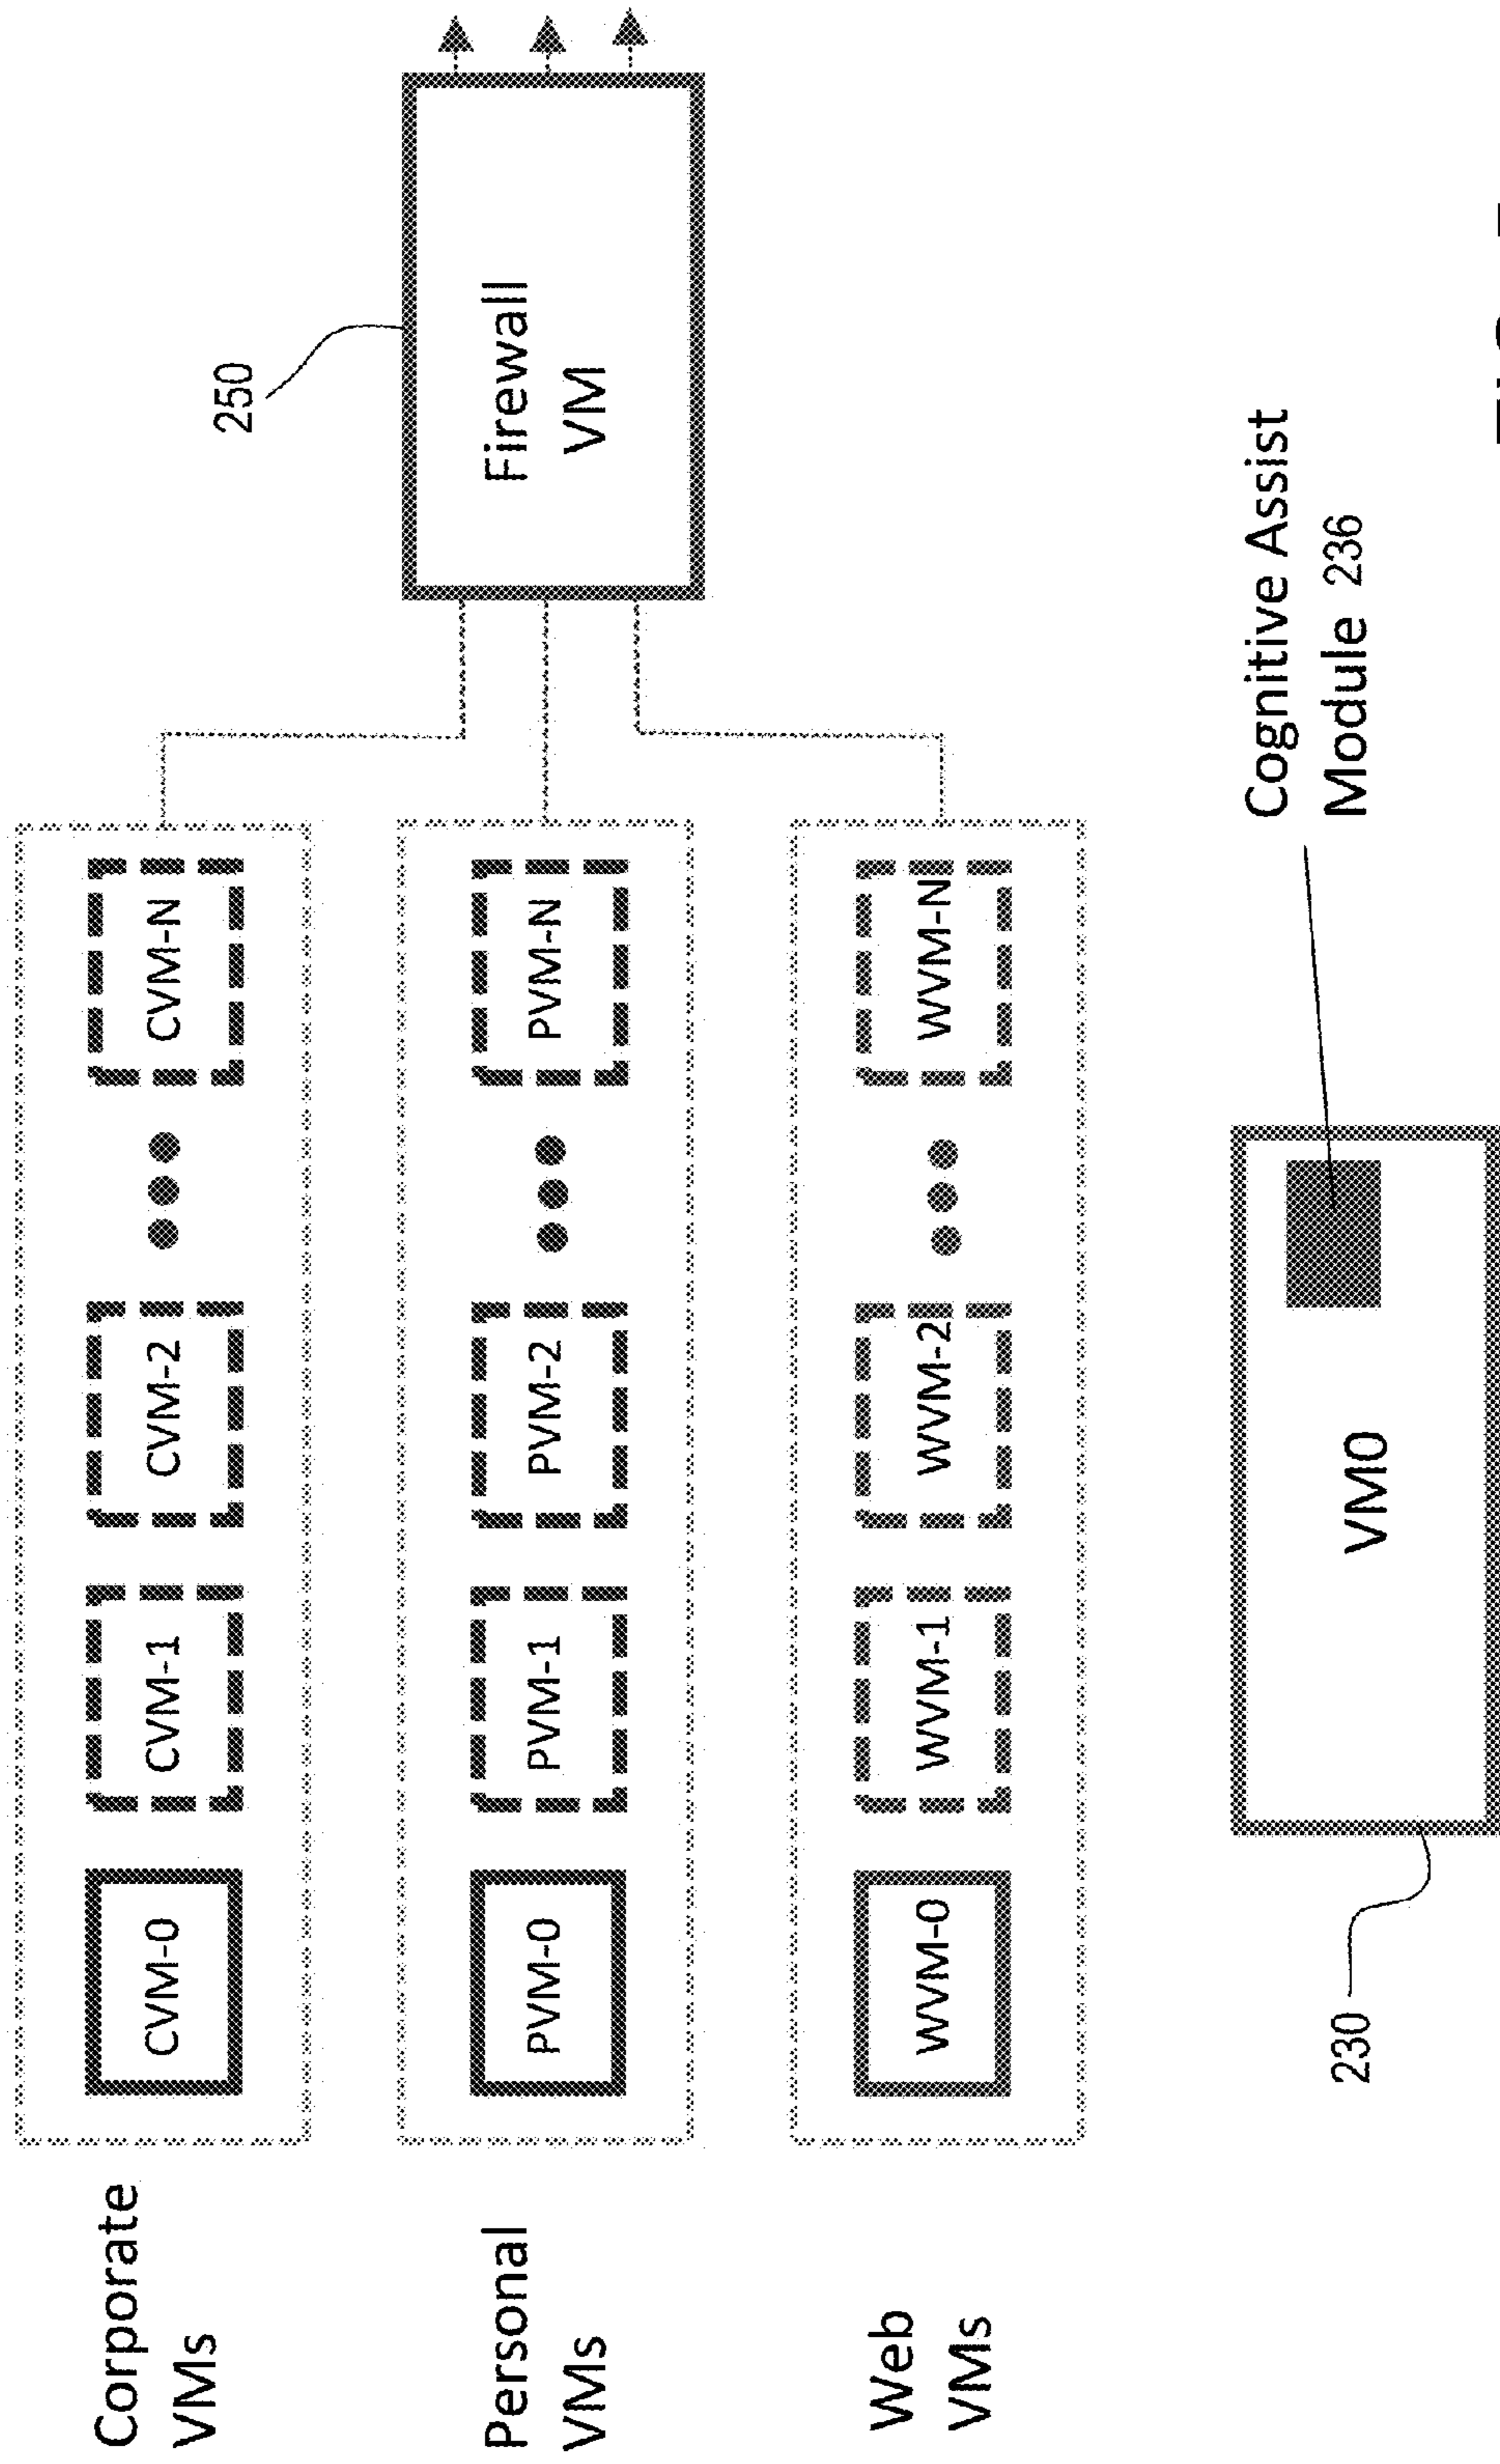 Corporate
VMs
CVM-0
CVM-1
CVM-2
CVM-N
250
Firewall
VM
Personal
VMs
PVM-0
PVM-1
PVM-2
PVM-N
Web
VMs
WVM-0
WVM-1
WVM-2
WVM-N
230
VM0
Cognitive Assist
Module 236